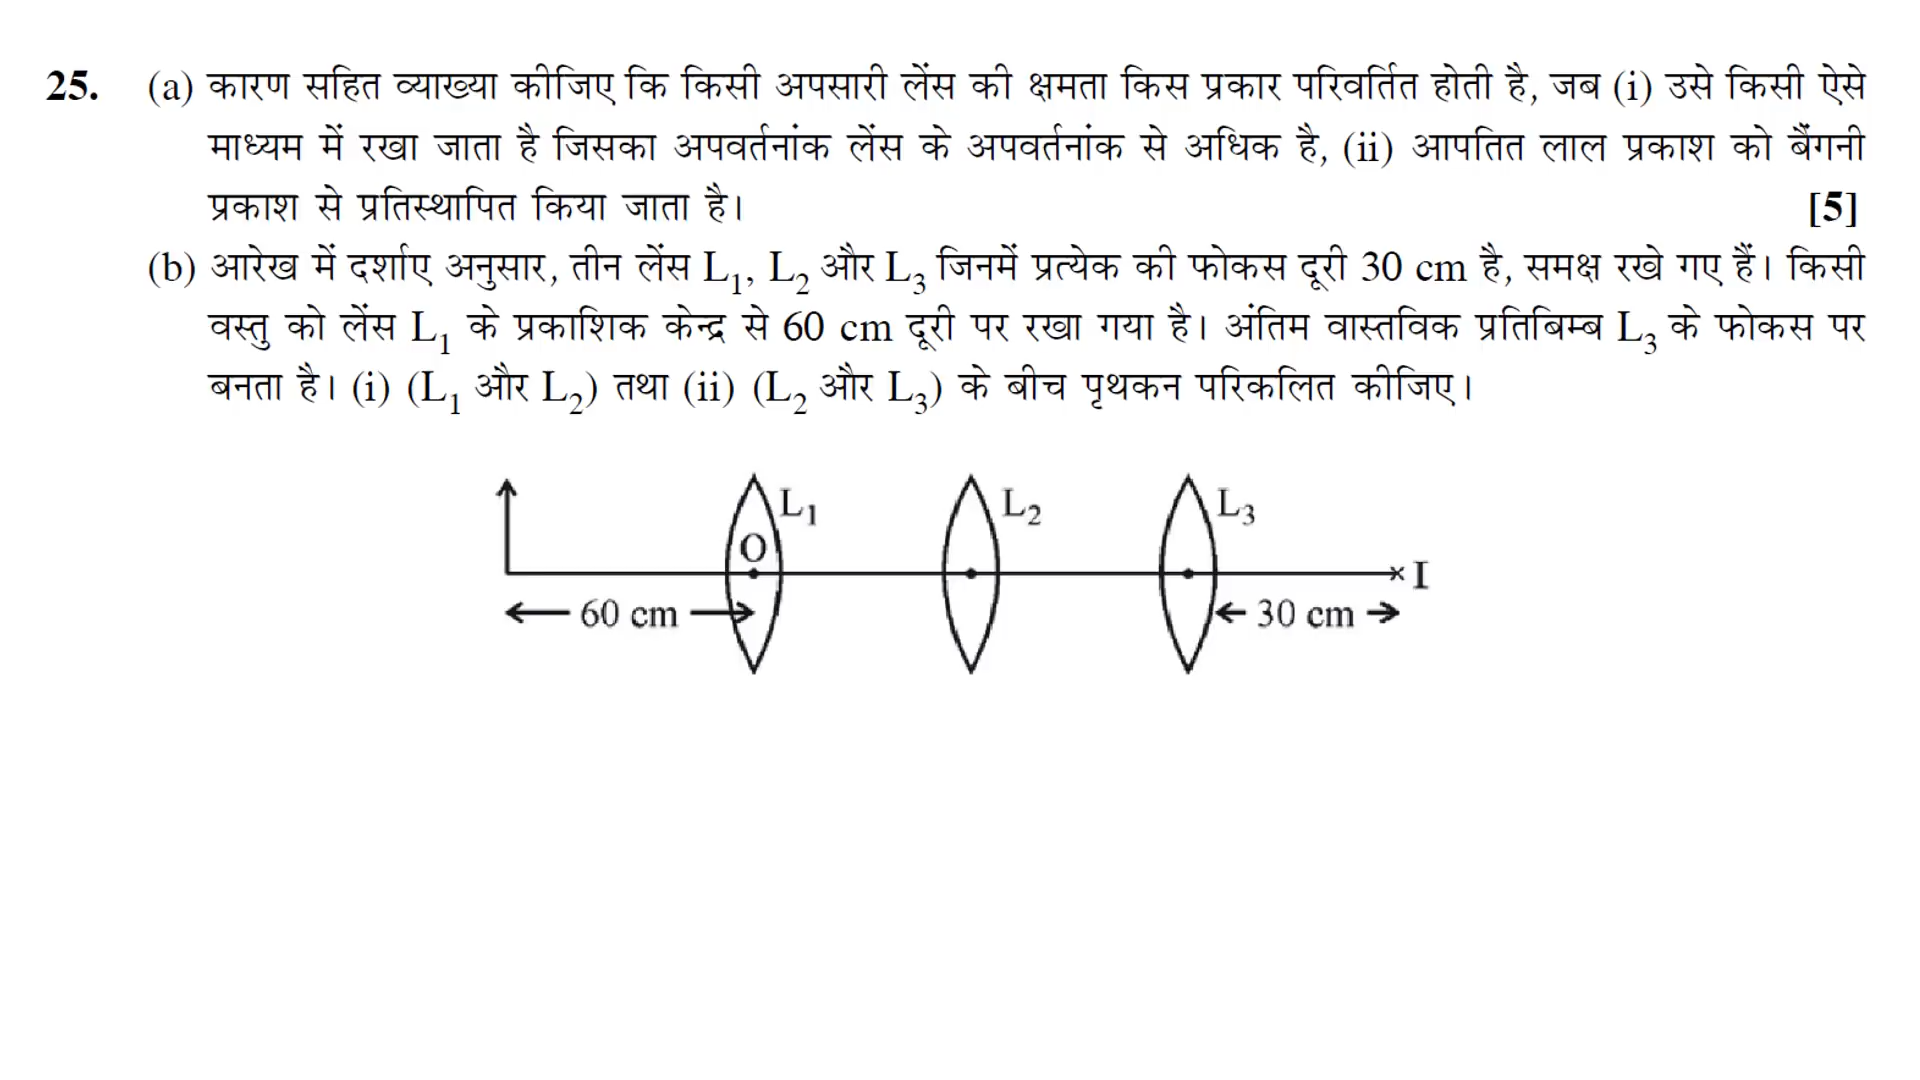 25. (a) कारण सहित व्याख्या कीजिए कि किसी अपसारी लेंस की क्षमता किस प्रकार परिवर्तित होती है, जब (i) उसे किसी ऐसे
माध्यम में रखा जाता है जिसका अपवर्तनांक लेंस के अपवर्तनांक से अधिक है, (ii) आपतित लाल प्रकाश को बैंगनी
प्रकाश से प्रतिस्थापित किया जाता है। [5]
(b) आरेख में दर्शाए अनुसार, तीन लेंस L₁, L₂ और L₃ जिनमें प्रत्येक की फोकस दूरी 30 cm है, समक्ष रखे गए हैं। किसी
वस्तु को लेंस L₁ के प्रकाशिक केन्द्र से 60 cm दूरी पर रखा गया है। अंतिम वास्तविक प्रतिबिम्ब L₃ के फोकस पर
बनता है। (i) (L₁ और L₂) तथा (ii) (L₂ और L₃) के बीच पृथकन परिकलित कीजिए।
L₁ L₂ L₃
O
× I
60 cm 30 cm